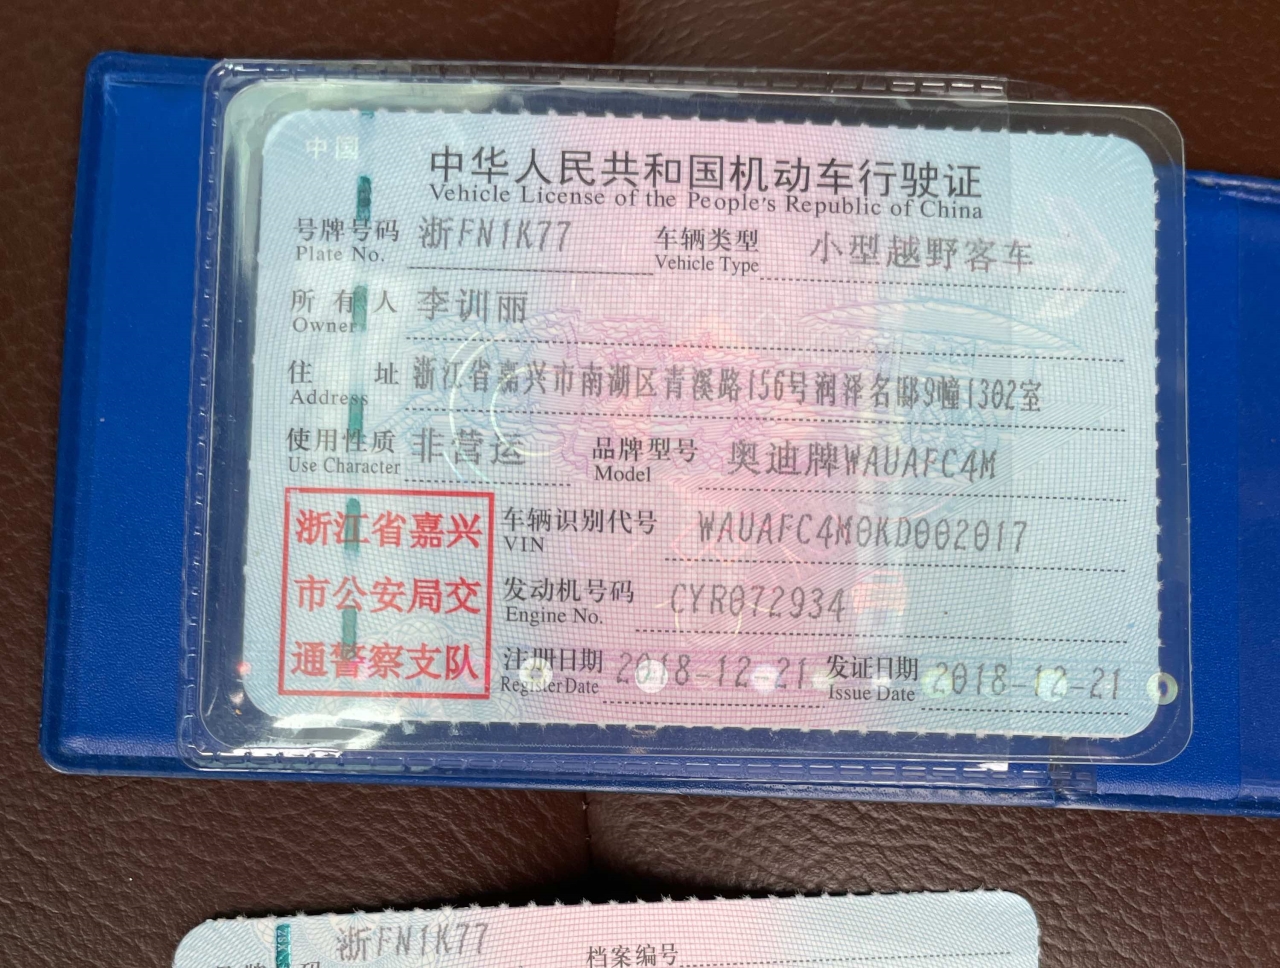 中国
中华人民共和国机动车行驶证
Vehicle License of the People's Republic of China
号牌号码 浙FN1K77 车辆类型 小型越野客车
Plate No. Vehicle Type
所有人 李训丽
Owner
住址 浙江省嘉兴市南湖区青溪路156号润泽名邸9幢1302室
Address
使用性质 非营运 品牌型号 奥迪牌WAUAFC4M
Use Character Model
浙江省嘉兴
市公安局交
通警察支队
车辆识别代号 WAUAFC4M0KD002017
VIN
发动机号码 CYR072934
Engine No.
注册日期 2018-12-21 发证日期 2018-12-21
Register Date Issue Date
号牌号码 浙FN1K77 档案编号